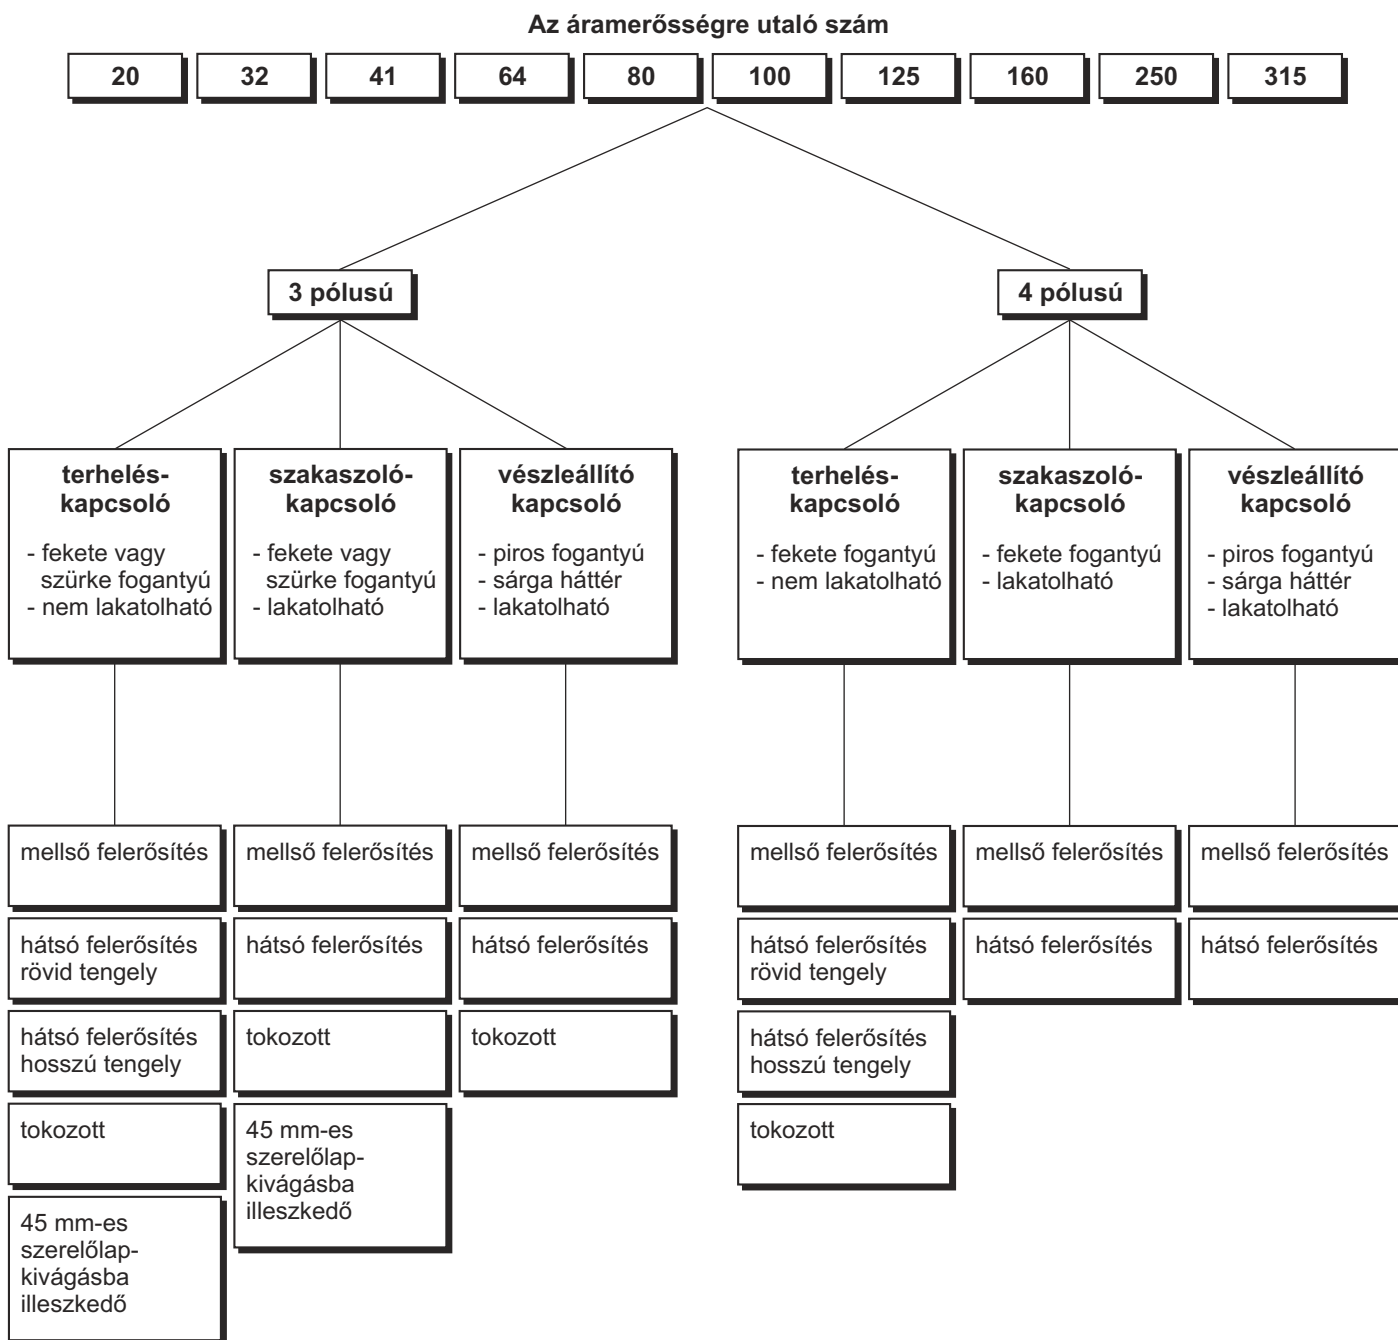 Az áramerősségre utaló szám
20 32 41 64 80 100 125 160 250 315
3 pólusú
4 pólusú
terhelés-
kapcsoló
- fekete vagy
szürke fogantyú
- nem lakatolható
szakaszoló-
kapcsoló
- fekete vagy
szürke fogantyú
- lakatolható
vészleállító
kapcsoló
- piros fogantyú
- sárga háttér
- lakatolható
terhelés-
kapcsoló
- fekete fogantyú
- nem lakatolható
szakaszoló-
kapcsoló
- fekete fogantyú
- lakatolható
vészleállító
kapcsoló
- piros fogantyú
- sárga háttér
- lakatolható
mellső felerősítés
hátsó felerősítés
rövid tengely
hátsó felerősítés
hosszú tengely
tokozott
45 mm-es
szerelőlap-
kivágásba
illeszkedő
mellső felerősítés
hátsó felerősítés
tokozott
45 mm-es
szerelőlap-
kivágásba
illeszkedő
mellső felerősítés
hátsó felerősítés
tokozott
mellső felerősítés
hátsó felerősítés
rövid tengely
hátsó felerősítés
hosszú tengely
tokozott
mellső felerősítés
hátsó felerősítés
mellső felerősítés
hátsó felerősítés